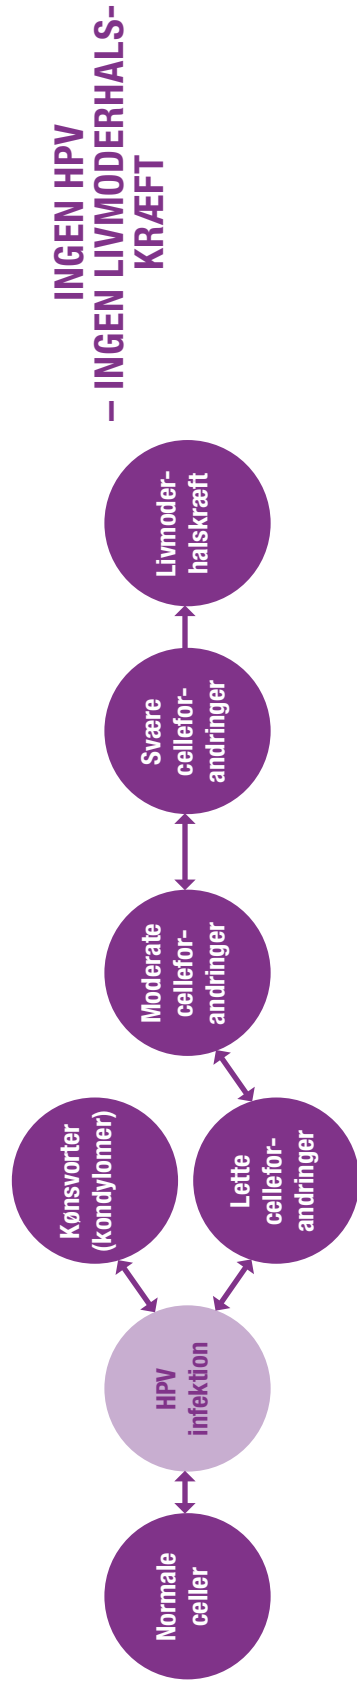 INGEN HPV
– INGEN LIVMODERHALS-
KRÆFT
Normale
celler
HPV
infektion
Kønsvorter
(kondylomer)
Lette
cellefor-
andringer
Moderate
cellefor-
andringer
Svære
cellefor-
andringer
Livmoder-
halskræft